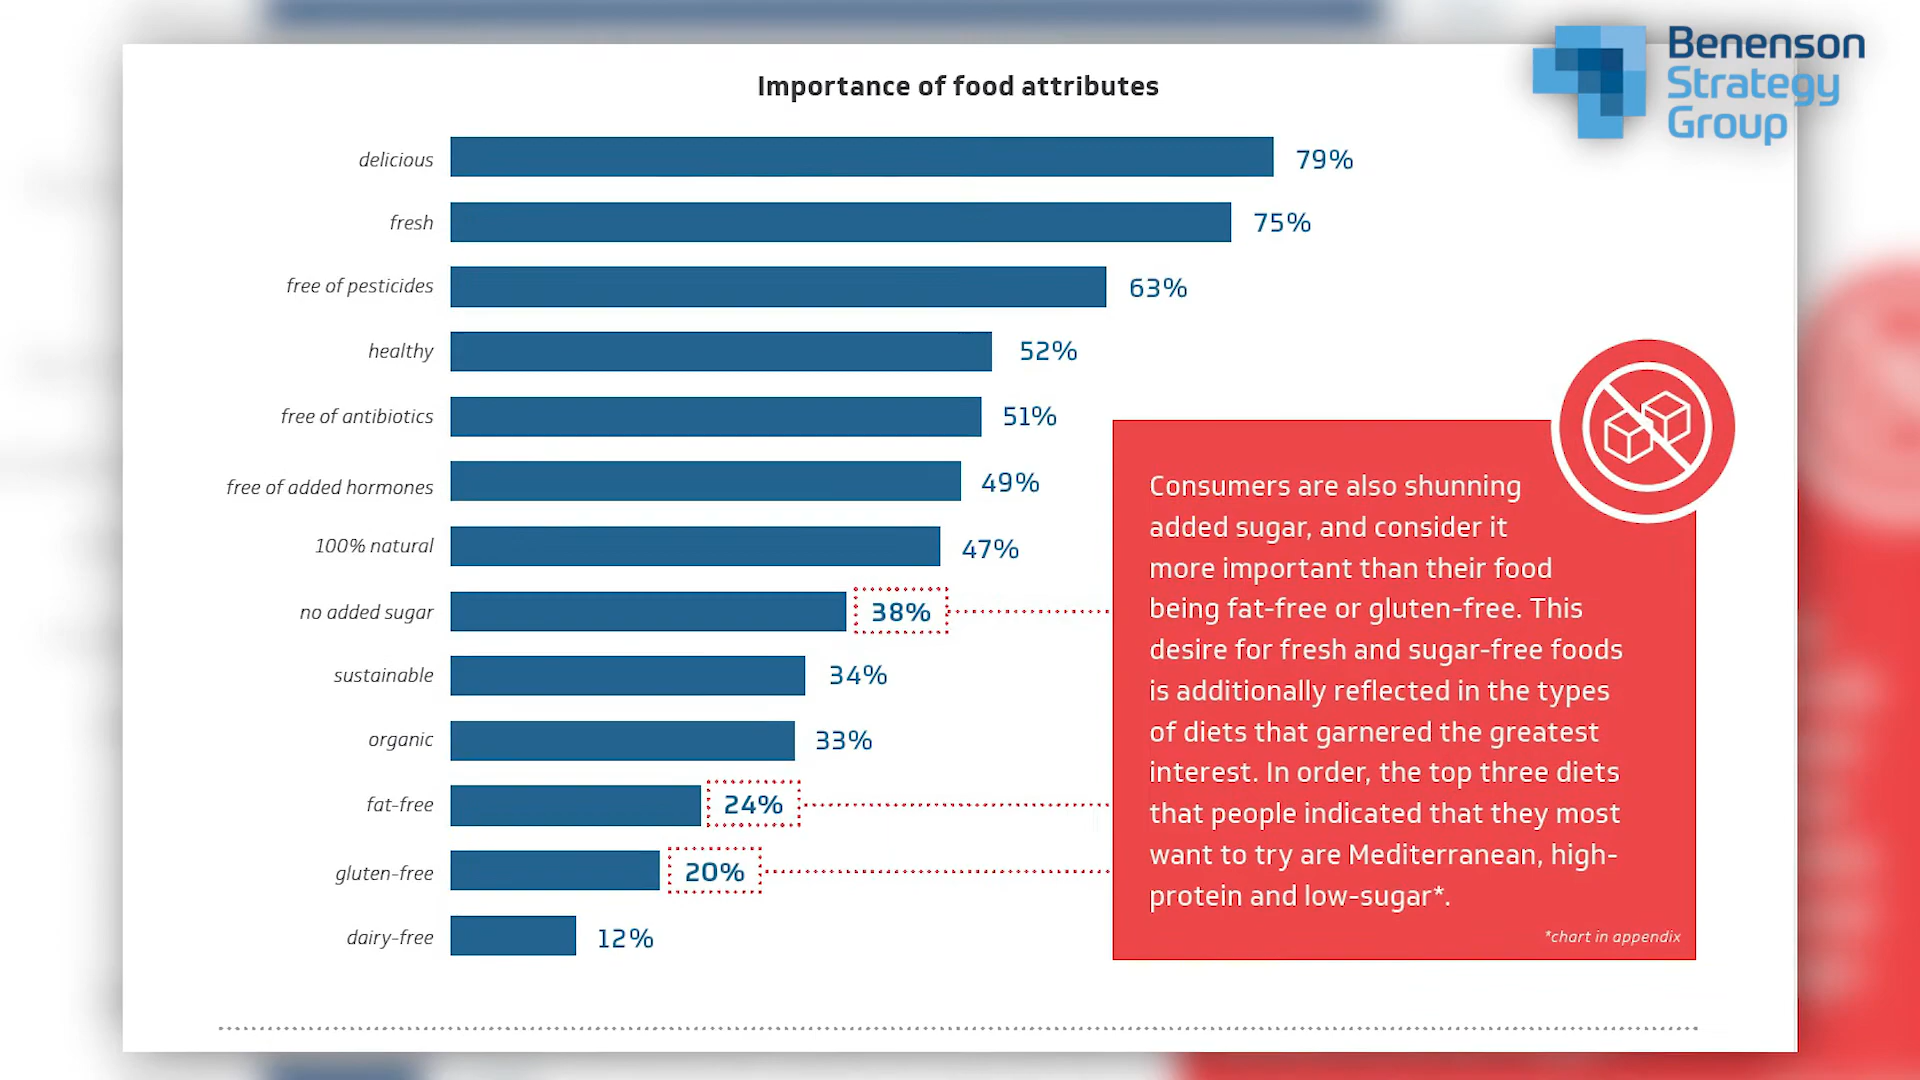 Benenson
Strategy
Group
Importance of food attributes
delicious 79%
fresh 75%
free of pesticides 63%
healthy 52%
free of antibiotics 51%
free of added hormones 49%
100% natural 47%
no added sugar 38%
sustainable 34%
organic 33%
fat-free 24%
gluten-free 20%
dairy-free 12%
Consumers are also shunning
added sugar, and consider it
more important than their food
being fat-free or gluten-free. This
desire for fresh and sugar-free foods
is additionally reflected in the types
of diets that garnered the greatest
interest. In order, the top three diets
that people indicated that they most
want to try are Mediterranean, high-
protein and low-sugar*.
*chart in appendix